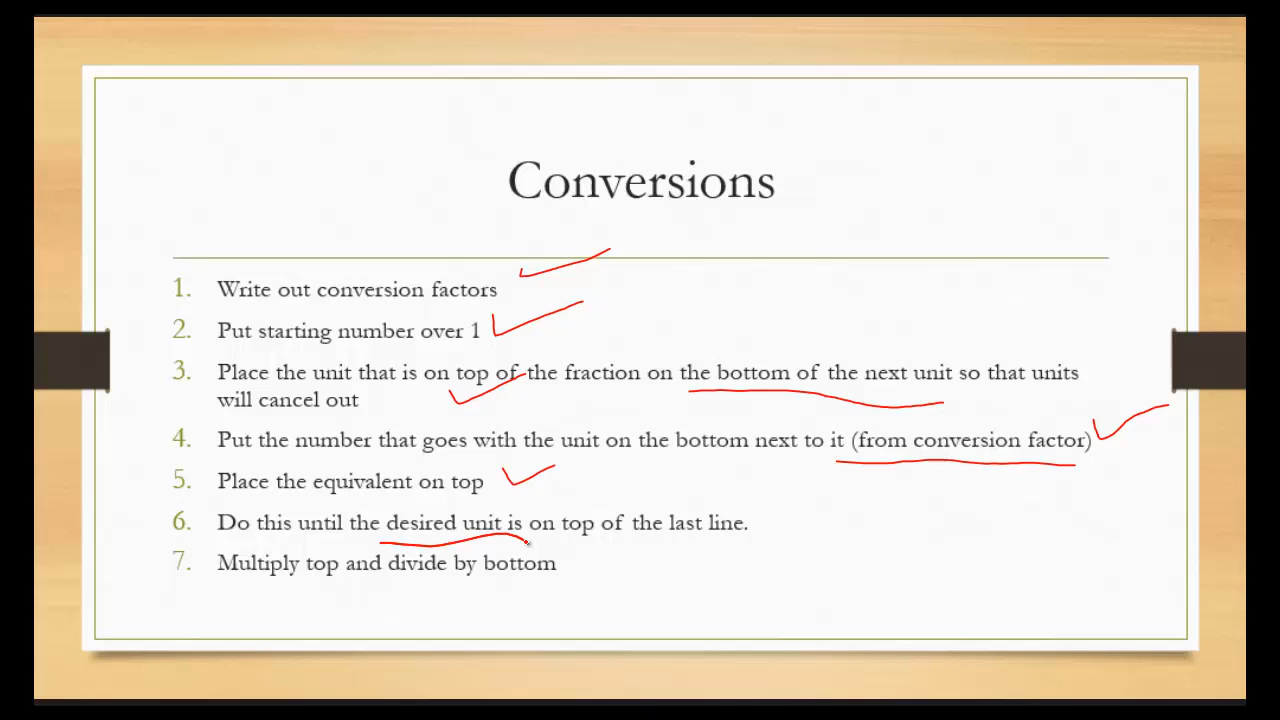 Conversions
1. Write out conversion factors
2. Put starting number over 1
3. Place the unit that is on top of the fraction on the bottom of the next unit so that units
will cancel out
4. Put the number that goes with the unit on the bottom next to it (from conversion factor)
5. Place the equivalent on top
6. Do this until the desired unit is on top of the last line.
7. Multiply top and divide by bottom